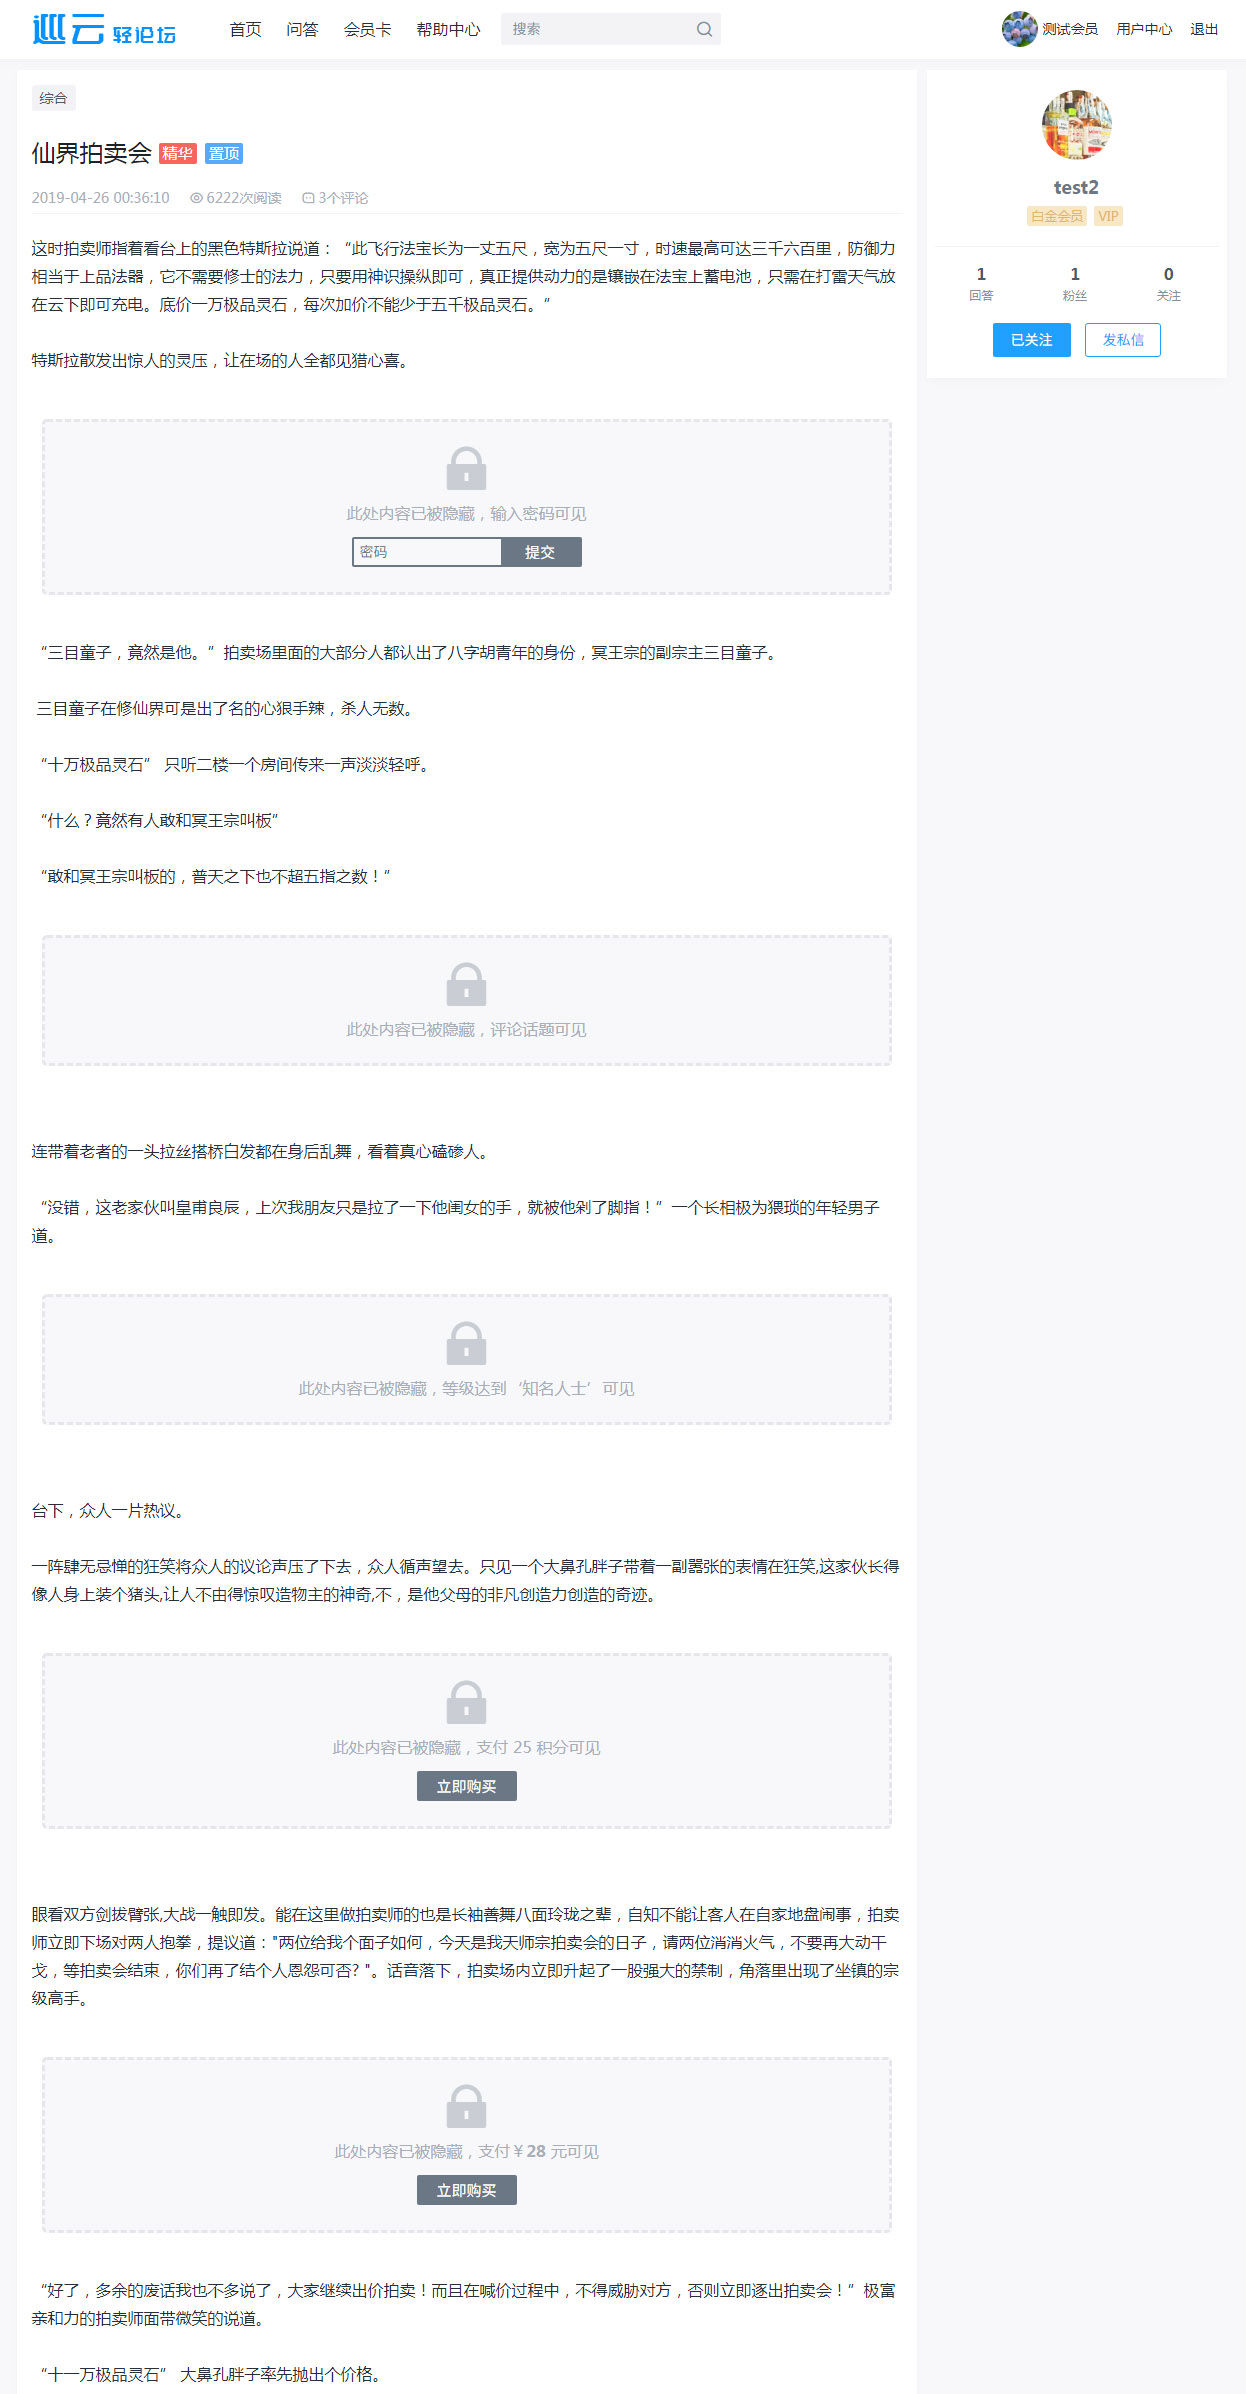 巡云 轻论坛 首页 问答 会员卡 帮助中心 搜索 测试会员 用户中心 退出
综合
仙界拍卖会 精华 置顶
2019-04-26 00:36:10 6222次阅读 3个评论
test2
白金会员 VIP
1 1 0
回答 粉丝 关注
已关注 发私信
这时拍卖师指着看台上的黑色特斯拉说道：“此飞行法宝长为一丈五尺，宽为五尺一寸，时速最高可达三千六百里，防御力
相当于上品法器，它不需要修士的法力，只要用神识操纵即可，真正提供动力的是镶嵌在法宝上蓄电池，只需在打雷天气放
在云下即可充电。底价一万极品灵石，每次加价不能少于五千极品灵石。“
特斯拉散发出惊人的灵压，让在场的人全都见猎心喜。
此处内容已被隐藏，输入密码可见
密码 提交
“三目童子，竟然是他。”拍卖场里面的大部分人都认出了八字胡青年的身份，冥王宗的副宗主三目童子。
三目童子在修仙界可是出了名的心狠手辣，杀人无数。
“十万极品灵石” 只听二楼一个房间传来一声淡淡轻呼。
“什么？竟然有人敢和冥王宗叫板”
“敢和冥王宗叫板的，普天之下也不超五指之数！”
此处内容已被隐藏，评论话题可见
连带着老者的一头拉丝搭桥白发都在身后乱舞，看着真心磕碜人。
“没错，这老家伙叫皇甫良辰，上次我朋友只是拉了一下他闺女的手，就被他剁了脚指！”一个长相极为猥琐的年轻男子
道。
此处内容已被隐藏，等级达到‘知名人士’可见
台下，众人一片热议。
一阵肆无忌惮的狂笑将众人的议论声压了下去，众人循声望去。只见一个大鼻孔胖子带着一副嚣张的表情在狂笑,这家伙长得
像人身上装个猪头,让人不由得惊叹造物主的神奇,不，是他父母的非凡创造力创造的奇迹。
此处内容已被隐藏，支付 25 积分可见
立即购买
眼看双方剑拔臂张,大战一触即发。能在这里做拍卖师的也是长袖善舞八面玲珑之辈，自知不能让客人在自家地盘闹事，拍卖
师立即下场对两人抱拳，提议道："两位给我个面子如何，今天是我天师宗拍卖会的日子，请两位消消火气，不要再大动干
戈，等拍卖会结束，你们再了结个人恩怨可否? "。话音落下，拍卖场内立即升起了一股强大的禁制，角落里出现了坐镇的宗
级高手。
此处内容已被隐藏，支付￥28 元可见
立即购买
“好了，多余的废话我也不多说了，大家继续出价拍卖！而且在喊价过程中，不得威胁对方，否则立即逐出拍卖会！”极富
亲和力的拍卖师面带微笑的说道。
“十一万极品灵石” 大鼻孔胖子率先抛出个价格。